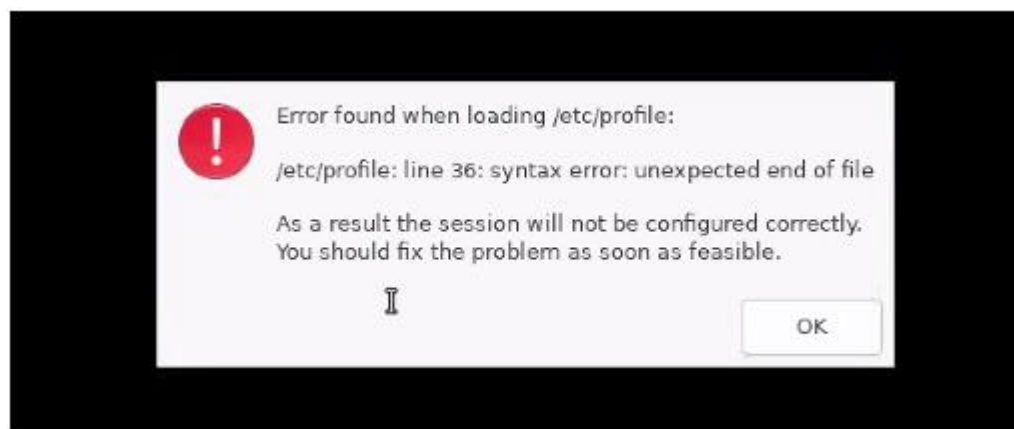 Error found when loading /etc/profile:
/etc/profile: line 36: syntax error: unexpected end of file
As a result the session will not be configured correctly.
You should fix the problem as soon as feasible.
OK